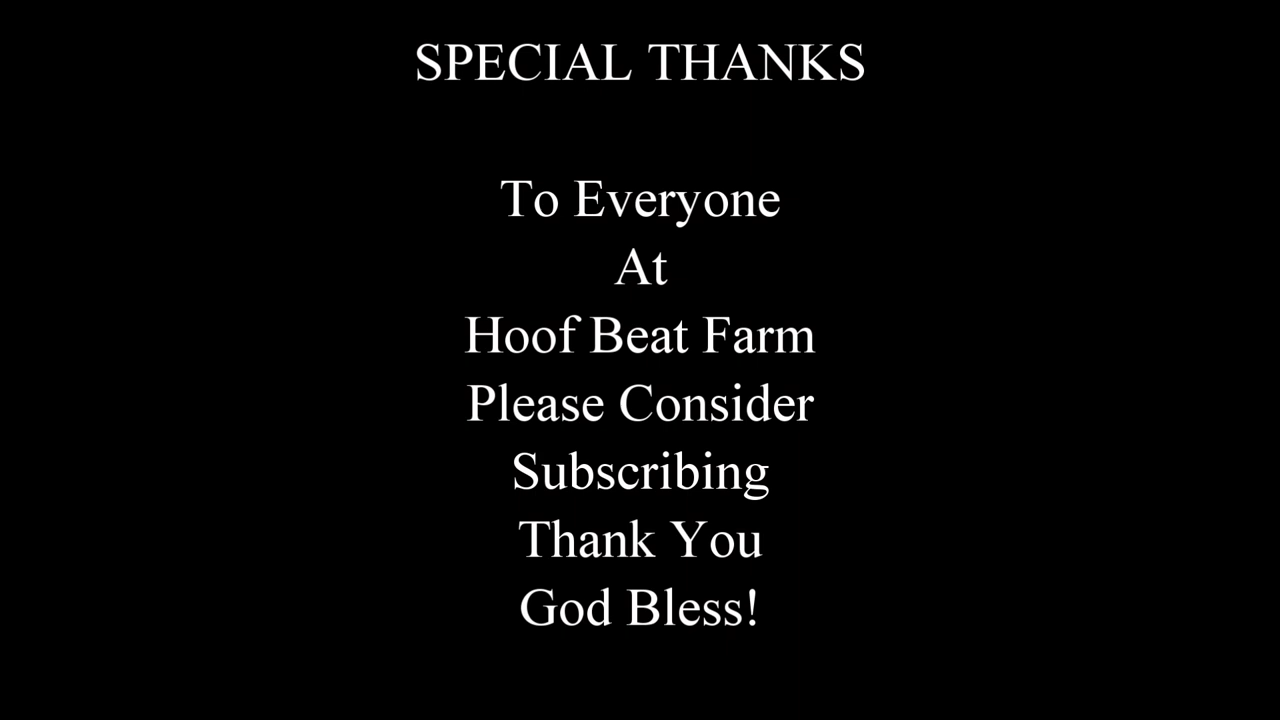 SPECIAL THANKS
To Everyone
At
Hoof Beat Farm
Please Consider
Subscribing
Thank You
God Bless!